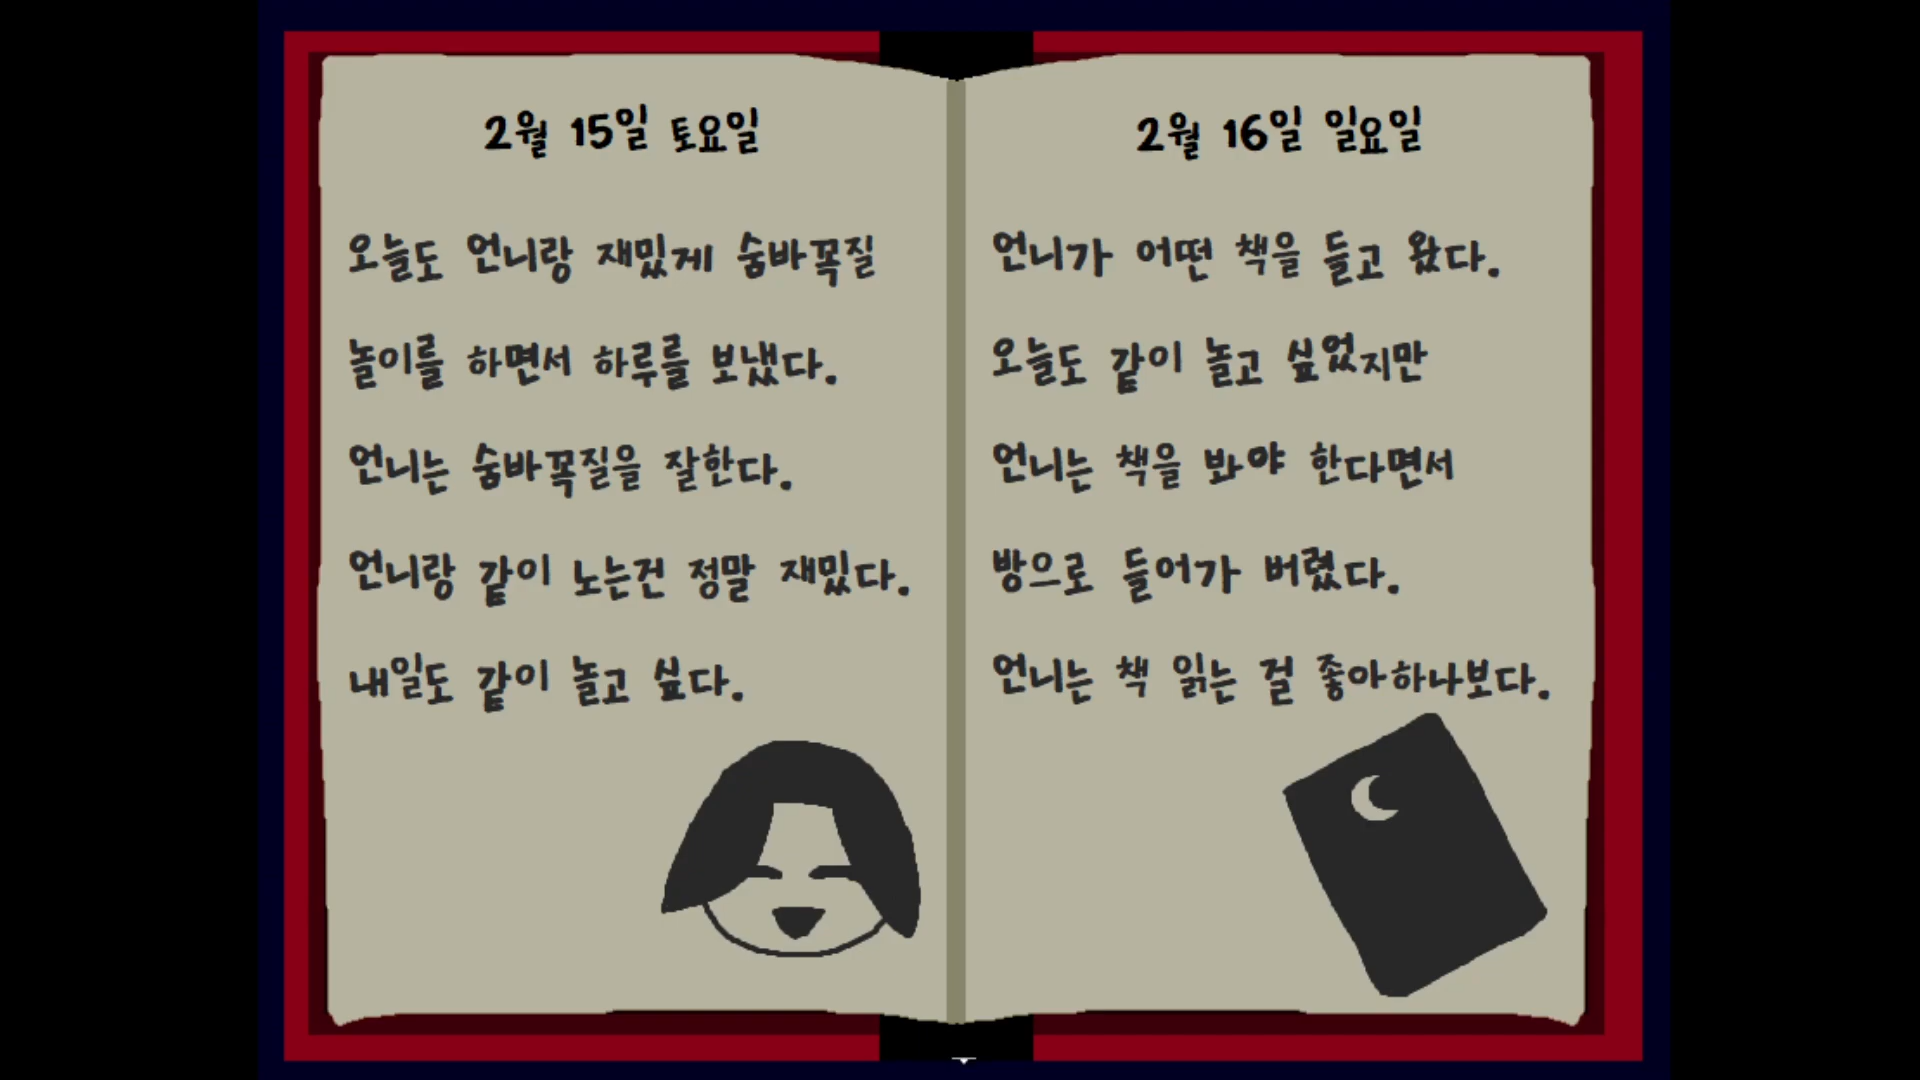 2월 15일 토요일
오늘도 언니랑 재밌게 숨바꼭질
놀이를 하면서 하루를 보냈다.
언니는 숨바꼭질을 잘한다.
언니랑 같이 노는건 정말 재밌다.
내일도 같이 놀고 싶다.
2월 16일 일요일
언니가 어떤 책을 들고 왔다.
오늘도 같이 놀고 싶었지만
언니는 책을 봐야 한다면서
방으로 들어가 버렸다.
언니는 책 읽는 걸 좋아하나보다.